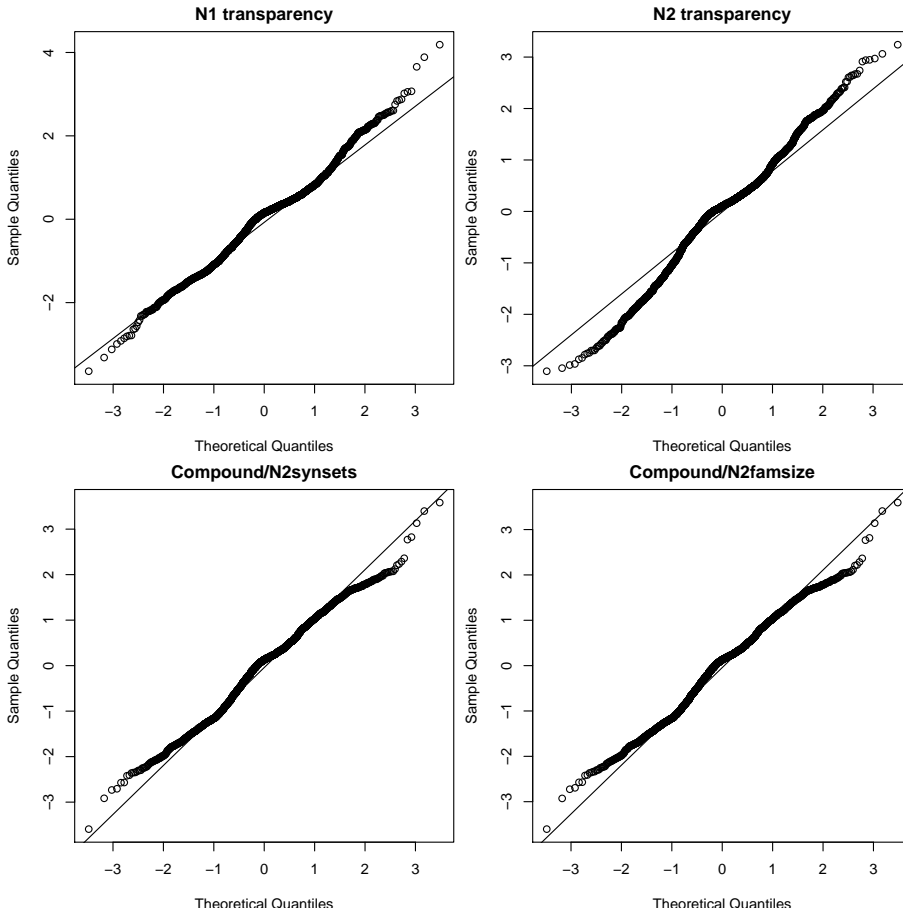 N1 transparency
4
2
0
−2
Sample Quantiles
−3 −2 −1 0 1 2 3
Theoretical Quantiles
N2 transparency
3
2
1
0
−1
−2
−3
Sample Quantiles
−3 −2 −1 0 1 2 3
Theoretical Quantiles
Compound/N2synsets
3
2
1
0
−1
−2
−3
Sample Quantiles
−3 −2 −1 0 1 2 3
Theoretical Quantiles
Compound/N2famsize
3
2
1
0
−1
−2
−3
Sample Quantiles
−3 −2 −1 0 1 2 3
Theoretical Quantiles